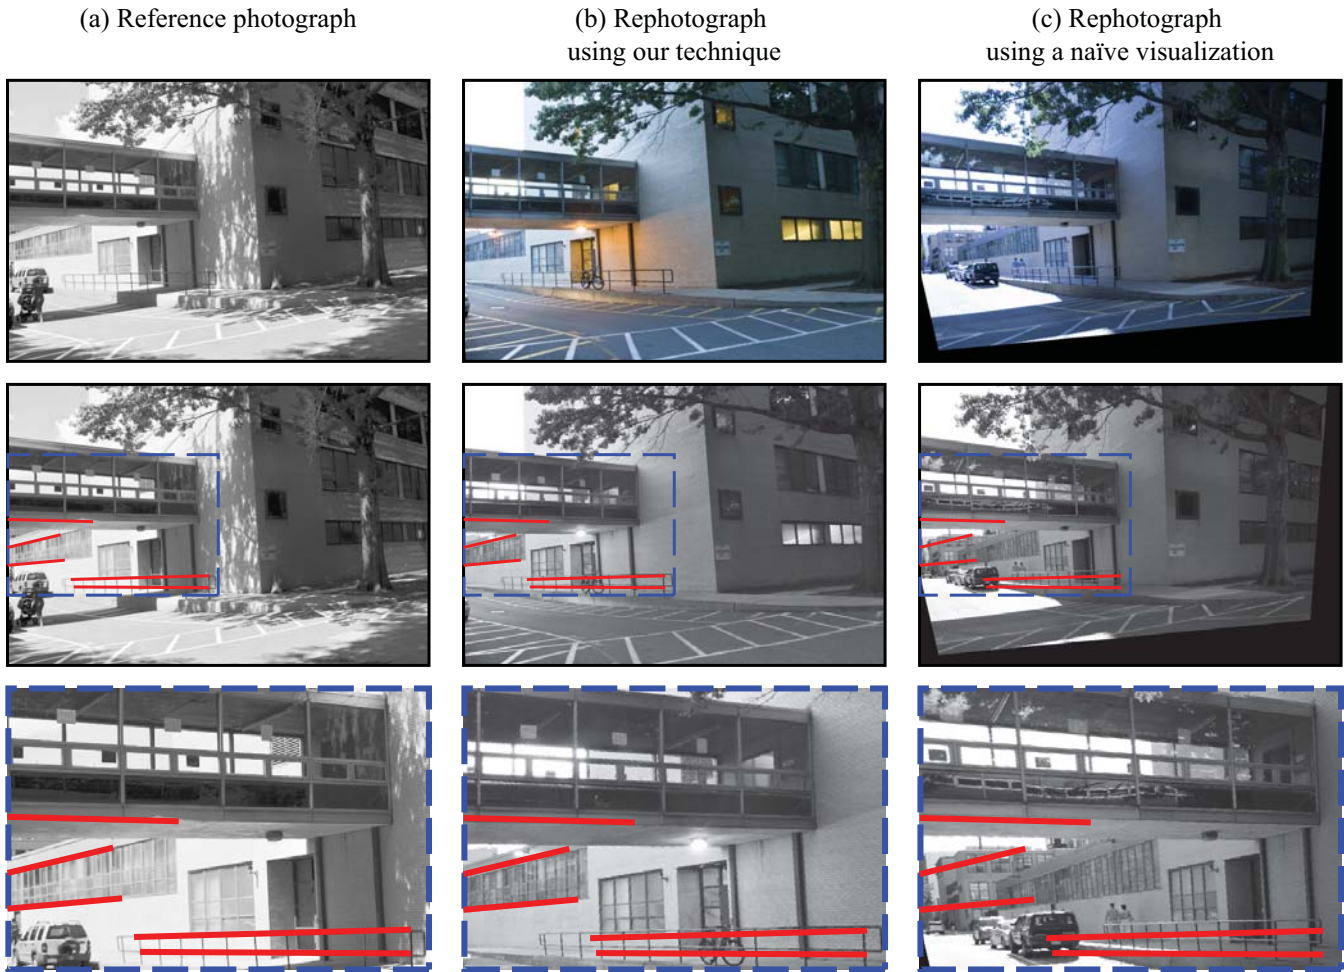 (a) Reference photograph
(b) Rephotograph
using our technique
(c) Rephotograph
using a naïve visualization